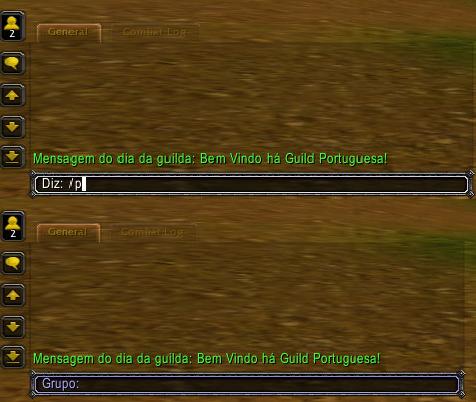 2
General
Combat Log
Mensagem do dia da guilda: Bem Vindo há Guild Portuguesa!
Diz: /p
2
General
Combat Log
Mensagem do dia da guilda: Bem Vindo há Guild Portuguesa!
Grupo: